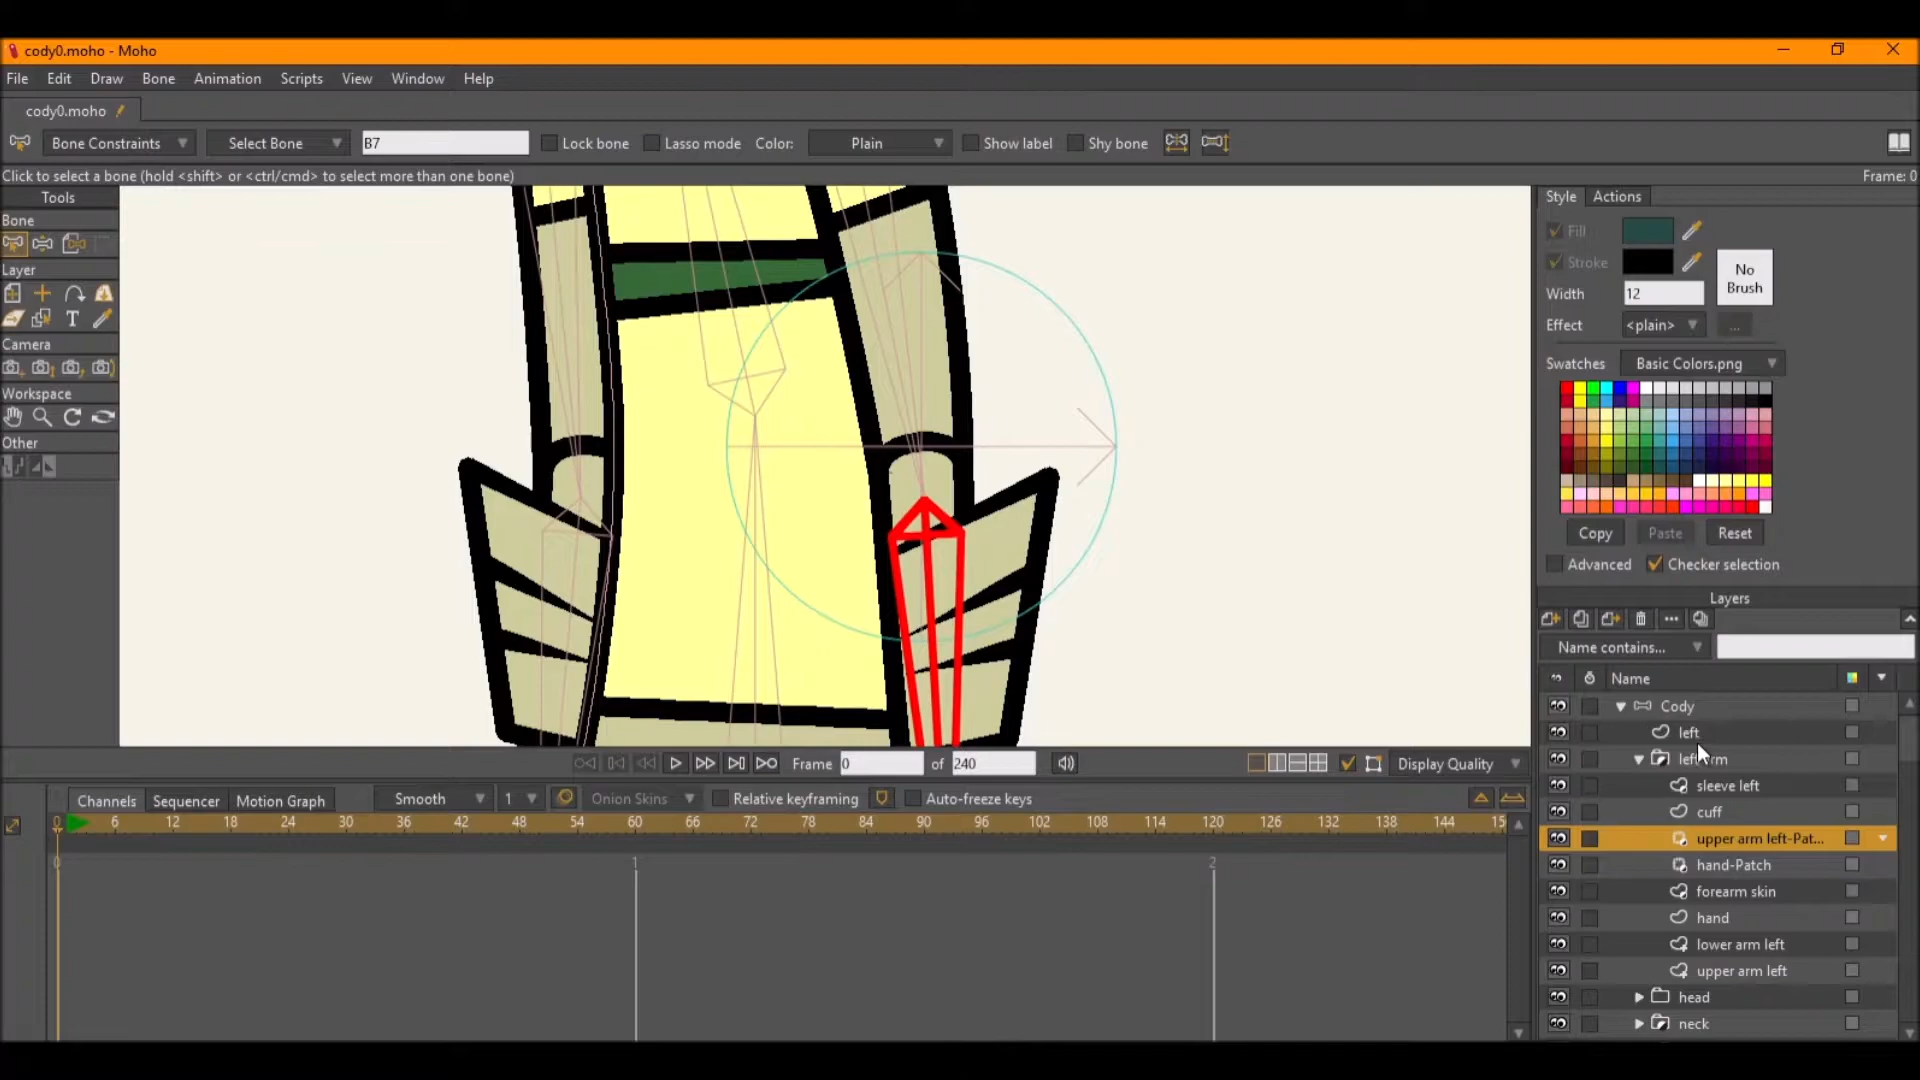 cody0.moho - Moho
File Edit Draw Bone Animation Scripts View Window Help
cody0.moho
Bone Constraints Select Bone B7 Lock bone Lasso mode Color: Plain Show label Shy bone
Click to select a bone (hold <shift> or <ctrl/cmd> to select more than one bone) Frame: 0
Tools
Bone
Layer
Camera
Workspace
Other
Style Actions
Fill
Stroke
No Brush
Width 12
Effect <plain> ...
Swatches Basic Colors.png
Copy Paste Reset
Advanced Checker selection
Layers
Name contains...
Name
Cody
left
left arm
sleeve left
cuff
upper arm left-Pat...
hand-Patch
forearm skin
hand
lower arm left
upper arm left
head
neck
Frame 0 of 240 Display Quality
Channels Sequencer Motion Graph Smooth 1 Onion Skins Relative keyframing Auto-freeze keys
0 6 12 18 24 30 36 42 48 54 60 66 72 78 84 90 96 102 108 114 120 126 132 138 144 15
0 1 2